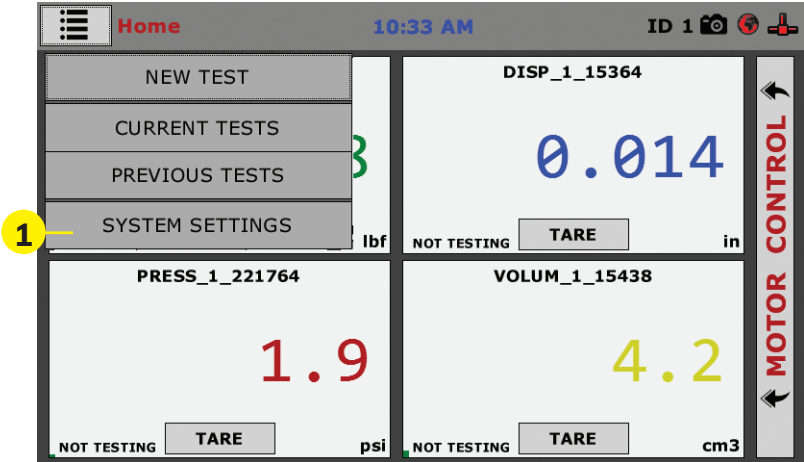 Home 10:33 AM ID 1
NEW TEST
CURRENT TESTS
PREVIOUS TESTS
SYSTEM SETTINGS
1
lbf
DISP_1_15364
0.014
NOT TESTING TARE in
PRESS_1_221764
1.9
NOT TESTING TARE psi
VOLUM_1_15438
4.2
NOT TESTING TARE cm3
MOTOR CONTROL